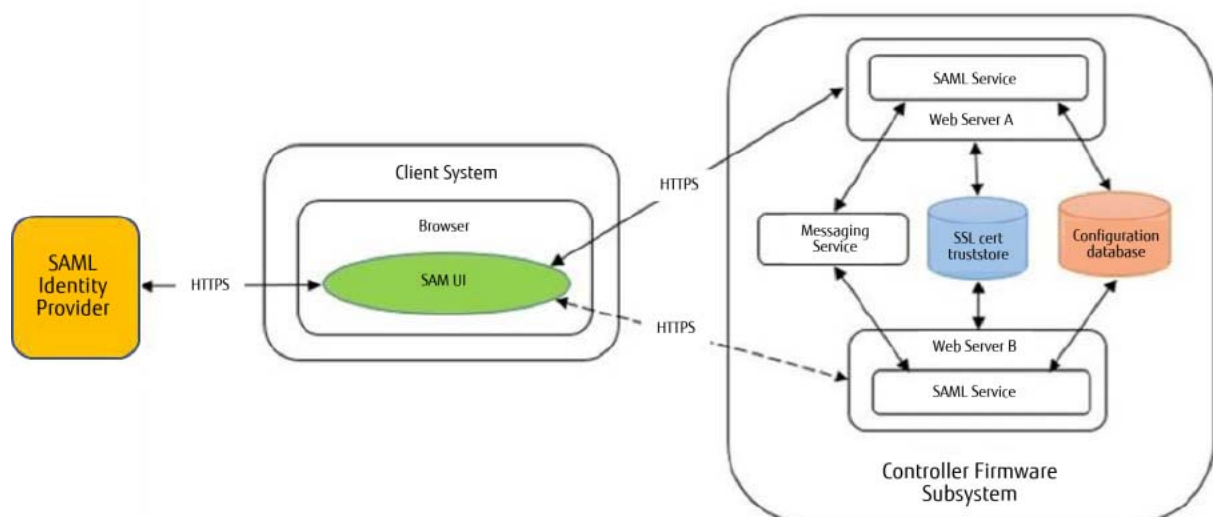 SAML
Identity
Provider
HTTPS
Client System
Browser
SAM UI
HTTPS
HTTPS
SAML Service
Web Server A
Messaging
Service
SSL cert
truststore
Configuration
database
Web Server B
SAML Service
Controller Firmware
Subsystem